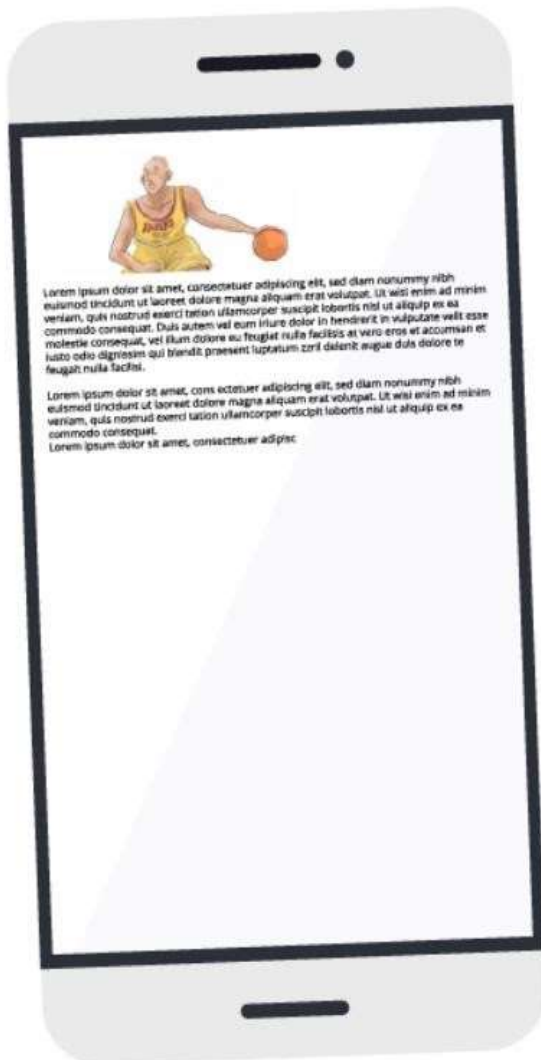 Lorem ipsum dolor sit amet, consectetuer adipiscing elit, sed diam nonummy nibh
euismod tincidunt ut laoreet dolore magna aliquam erat volutpat. Ut wisi enim ad minim
veniam, quis nostrud exerci tation ullamcorper suscipit lobortis nisl ut aliquip ex ea
commodo consequat. Duis autem vel eum iriure dolor in hendrerit in vulputate velit esse
molestie consequat, vel illum dolore eu feugiat nulla facilisis at vero eros et accumsan et
iusto odio dignissim qui blandit praesent luptatum zzril delenit augue duis dolore te
feugait nulla facilisi.
Lorem ipsum dolor sit amet, cons ectetuer adipiscing elit, sed diam nonummy nibh
euismod tincidunt ut laoreet dolore magna aliquam erat volutpat. Ut wisi enim ad minim
veniam, quis nostrud exerci tation ullamcorper suscipit lobortis nisl ut aliquip ex ea
commodo consequat.
Lorem ipsum dolor sit amet, consectetuer adipisc